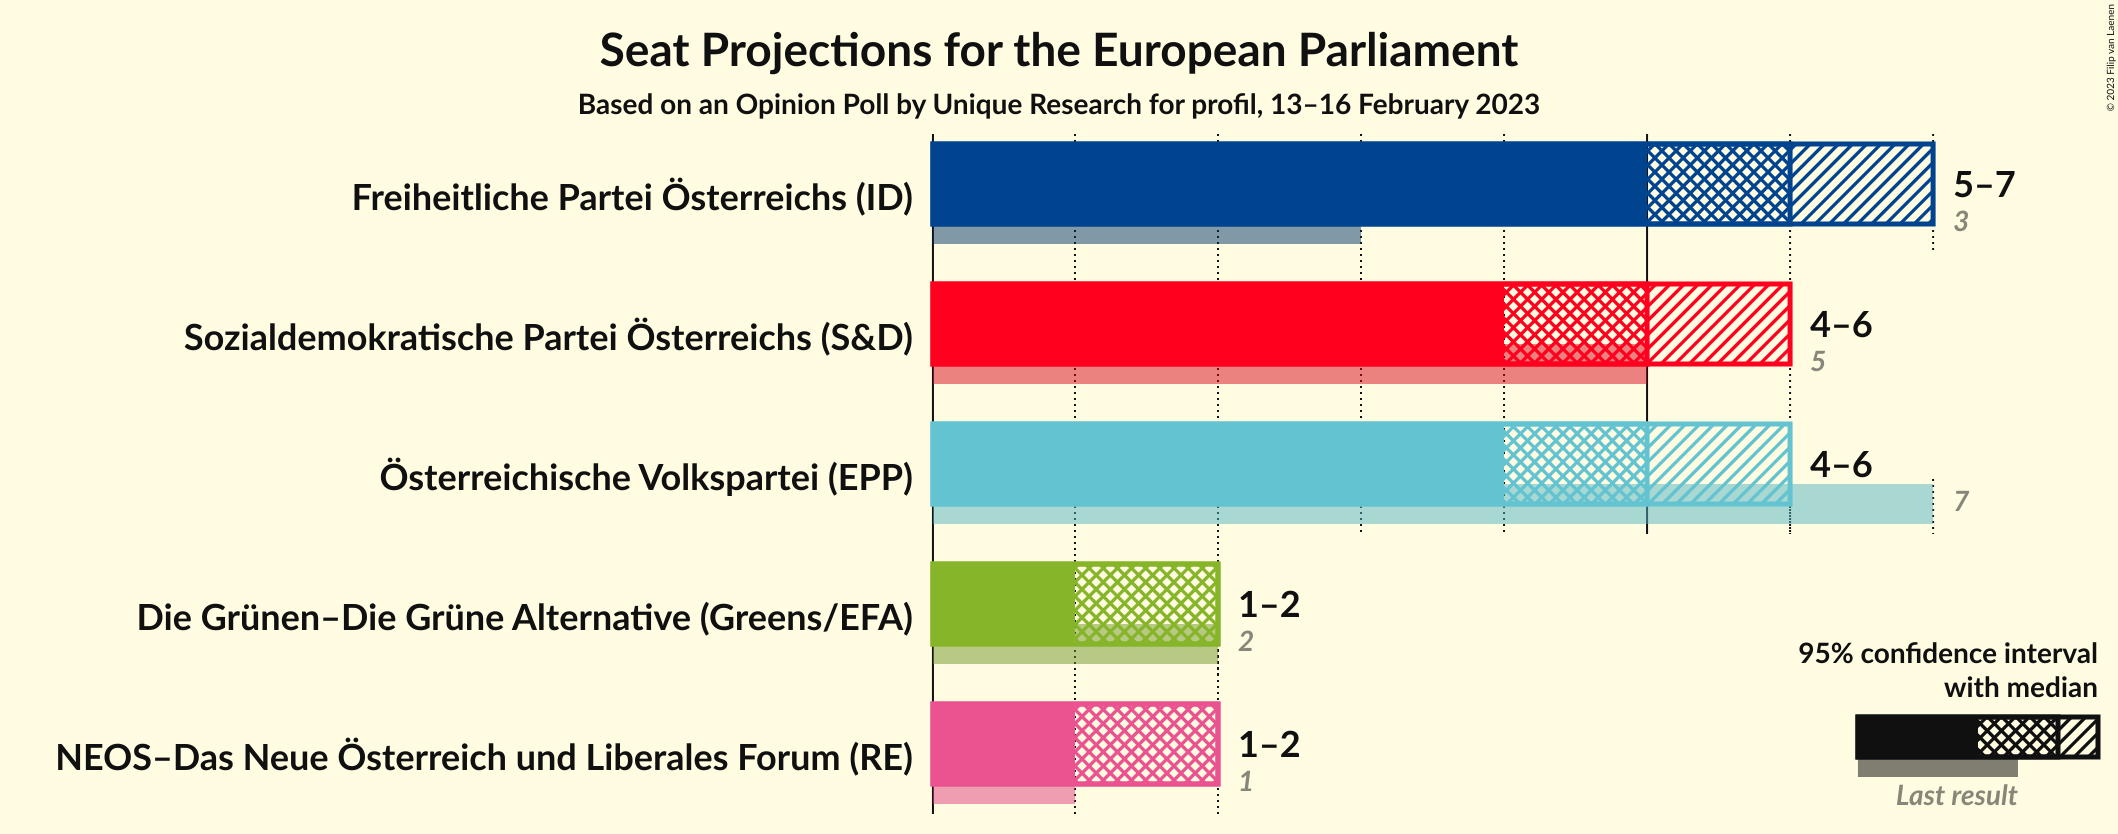 Seat Projections for the European Parliament
Based on an Opinion Poll by Unique Research for profil, 13–16 February 2023
© 2023 Filip van Laenen
Freiheitliche Partei Österreichs (ID)
5–7
3
Sozialdemokratische Partei Österreichs (S&D)
4–6
5
Österreichische Volkspartei (EPP)
4–6
7
Die Grünen–Die Grüne Alternative (Greens/EFA)
1–2
2
NEOS–Das Neue Österreich und Liberales Forum (RE)
1–2
1
95% confidence interval
with median
Last result